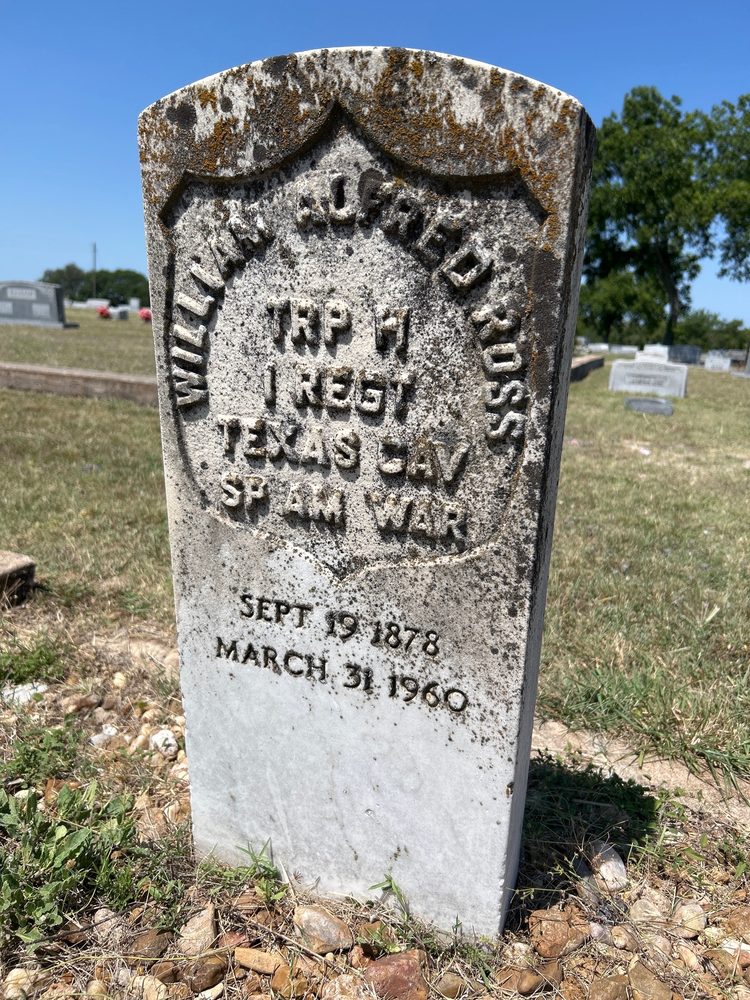 WILLIAM ALFRED ROSS
TRP H
1 REGT
TEXAS CAV
SP AM WAR
SEPT 19 1878
MARCH 31 1960